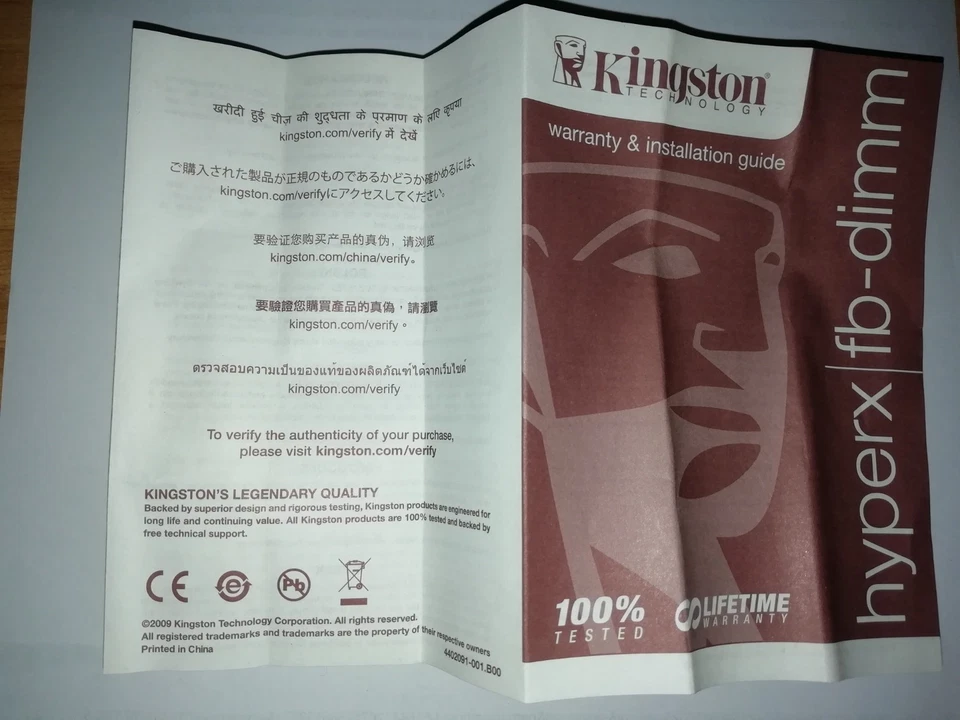 खरीदी हुई चीज़ की शुद्धता के प्रमाण के लिए कृपया
kingston.com/verify में देखें
ご購入された製品が正規のものであるかどうか確かめるには、
kingston.com/verifyにアクセスしてください。
要验证您购买产品的真伪，请浏览
kingston.com/china/verify。
要驗證您購買產品的真偽，請瀏覽
kingston.com/verify。
ตรวจสอบความเป็นของแท้ของผลิตภัณฑ์ได้จากเว็บไซต์
kingston.com/verify
To verify the authenticity of your purchase,
please visit kingston.com/verify
KINGSTON'S LEGENDARY QUALITY
Backed by superior design and rigorous testing, Kingston products are engineered for
long life and continuing value. All Kingston products are 100% tested and backed by
free technical support.
CE e Pb
©2009 Kingston Technology Corporation. All rights reserved.
All registered trademarks and trademarks are the property of their respective owners
Printed in China
4402091-001.B00
Kingston®
TECHNOLOGY
warranty & installation guide
hyperx|fb-dimm
100%
TESTED
LIFETIME
WARRANTY